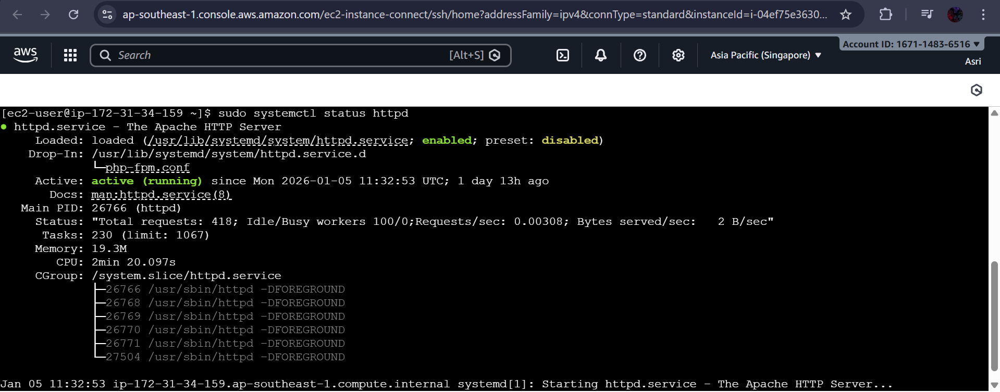 ap-southeast-1.console.aws.amazon.com/ec2-instance-connect/ssh/home?addressFamily=ipv4&connType=standard&instanceId=i-04ef75e3630...
aws
Search
[Alt+S]
Asia Pacific (Singapore)
Account ID: 1671-1483-6516
Asri
[ec2-user@ip-172-31-34-159 ~]$ sudo systemctl status httpd
● httpd.service - The Apache HTTP Server
Loaded: loaded (/usr/lib/systemd/system/httpd.service; enabled; preset: disabled)
Drop-In: /usr/lib/systemd/system/httpd.service.d
└─php-fpm.conf
Active: active (running) since Mon 2026-01-05 11:32:53 UTC; 1 day 13h ago
Docs: man:httpd.service(8)
Main PID: 26766 (httpd)
Status: "Total requests: 418; Idle/Busy workers 100/0;Requests/sec: 0.00308; Bytes served/sec:   2 B/sec"
Tasks: 230 (limit: 1067)
Memory: 19.3M
CPU: 2min 20.097s
CGroup: /system.slice/httpd.service
├─26766 /usr/sbin/httpd -DFOREGROUND
├─26768 /usr/sbin/httpd -DFOREGROUND
├─26769 /usr/sbin/httpd -DFOREGROUND
├─26770 /usr/sbin/httpd -DFOREGROUND
├─26771 /usr/sbin/httpd -DFOREGROUND
└─27504 /usr/sbin/httpd -DFOREGROUND
Jan 05 11:32:53 ip-172-31-34-159.ap-southeast-1.compute.internal systemd[1]: Starting httpd.service - The Apache HTTP Server...